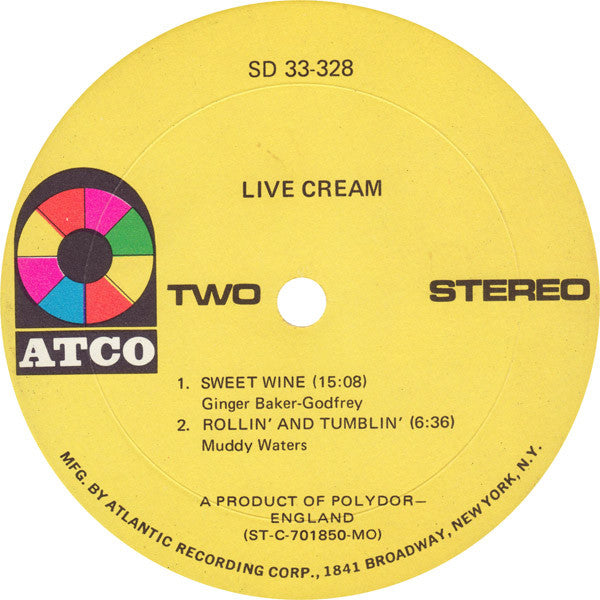 SD 33-328
LIVE CREAM
ATCO
TWO
STEREO
1. SWEET WINE (15:08)
Ginger Baker-Godfrey
2. ROLLIN' AND TUMBLIN' (6:36)
Muddy Waters
A PRODUCT OF POLYDOR—
ENGLAND
(ST-C-701850-MO)
MFG. BY ATLANTIC RECORDING CORP., 1841 BROADWAY, NEW YORK, N.Y.